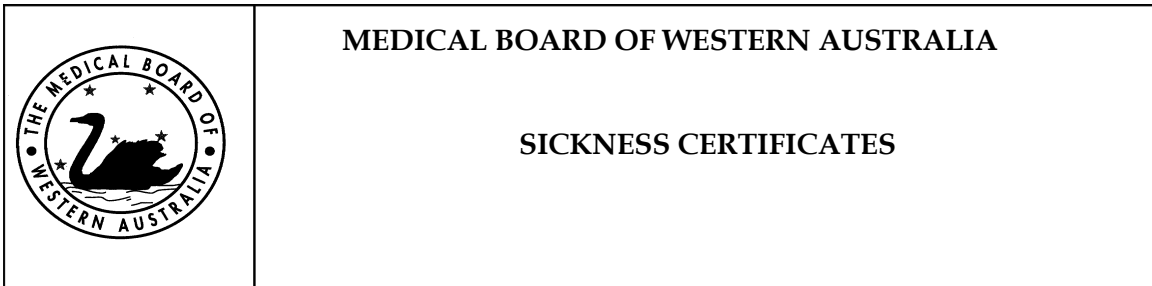 THE MEDICAL BOARD OF
• WESTERN AUSTRALIA •
MEDICAL BOARD OF WESTERN AUSTRALIA
SICKNESS CERTIFICATES